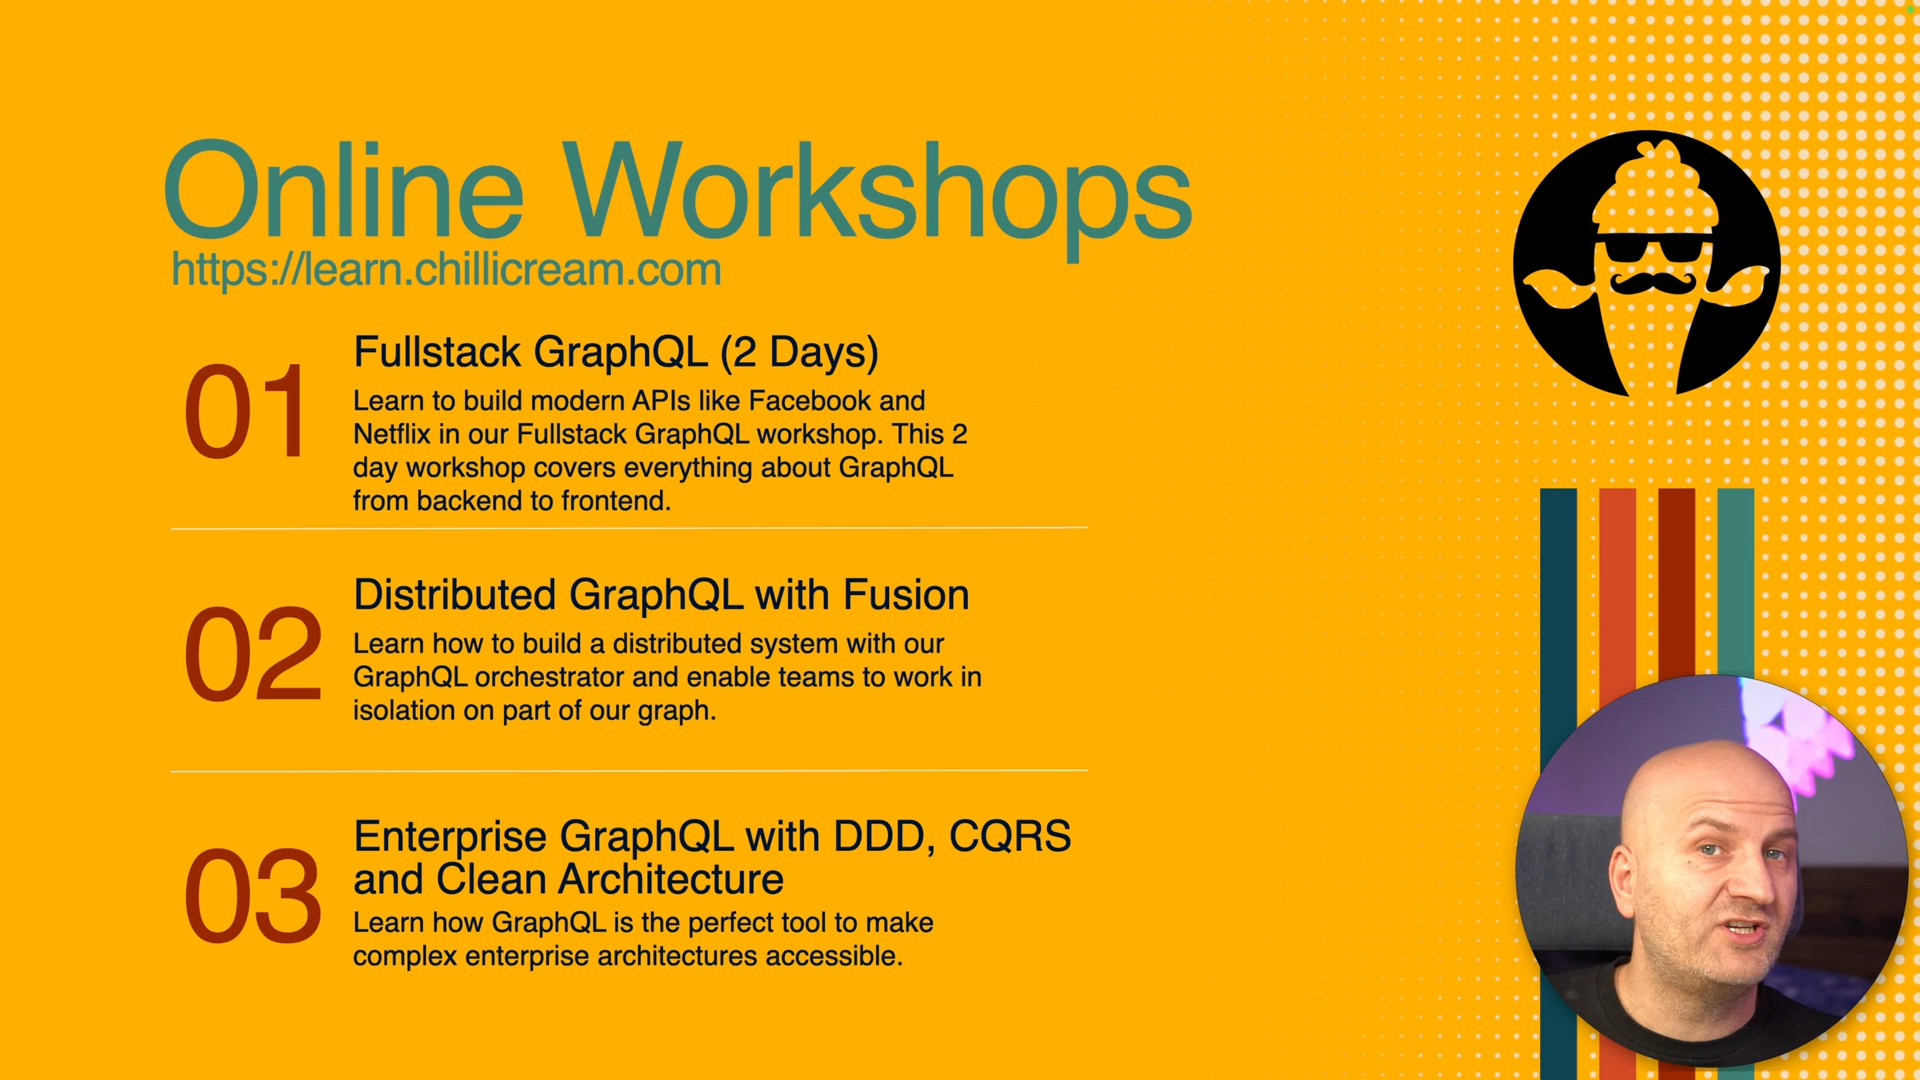 Online Workshops
https://learn.chillicream.com
01
Fullstack GraphQL (2 Days)
Learn to build modern APIs like Facebook and
Netflix in our Fullstack GraphQL workshop. This 2
day workshop covers everything about GraphQL
from backend to frontend.
02
Distributed GraphQL with Fusion
Learn how to build a distributed system with our
GraphQL orchestrator and enable teams to work in
isolation on part of our graph.
03
Enterprise GraphQL with DDD, CQRS
and Clean Architecture
Learn how GraphQL is the perfect tool to make
complex enterprise architectures accessible.